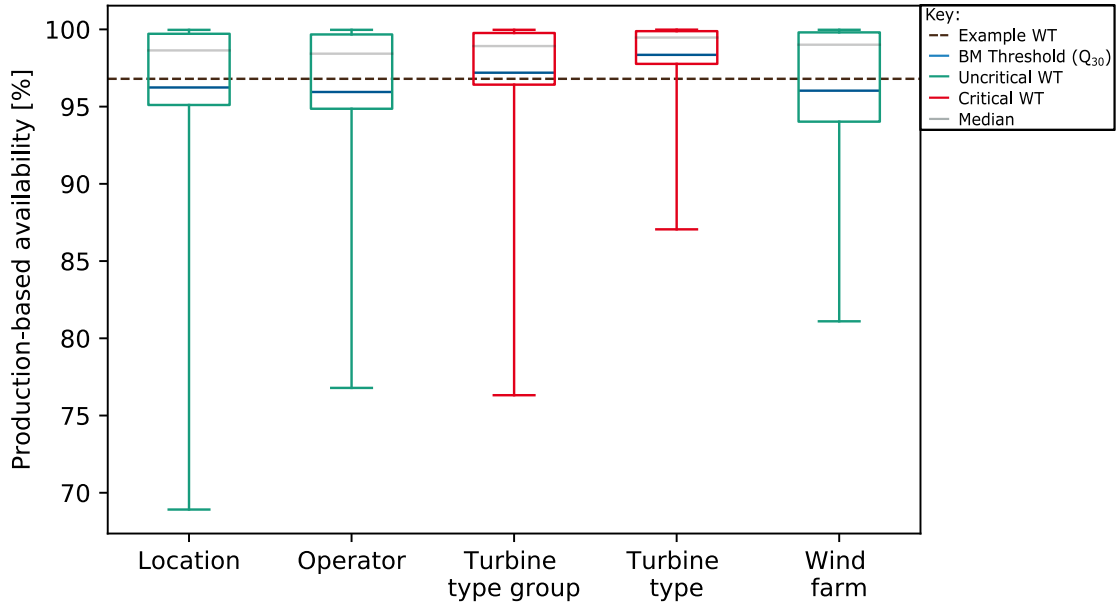 Production-based availability [%]
100
95
90
85
80
75
70
Location
Operator
Turbine
type group
Turbine
type
Wind
farm
Key:
Example WT
BM Threshold (Q₃₀)
Uncritical WT
Critical WT
Median